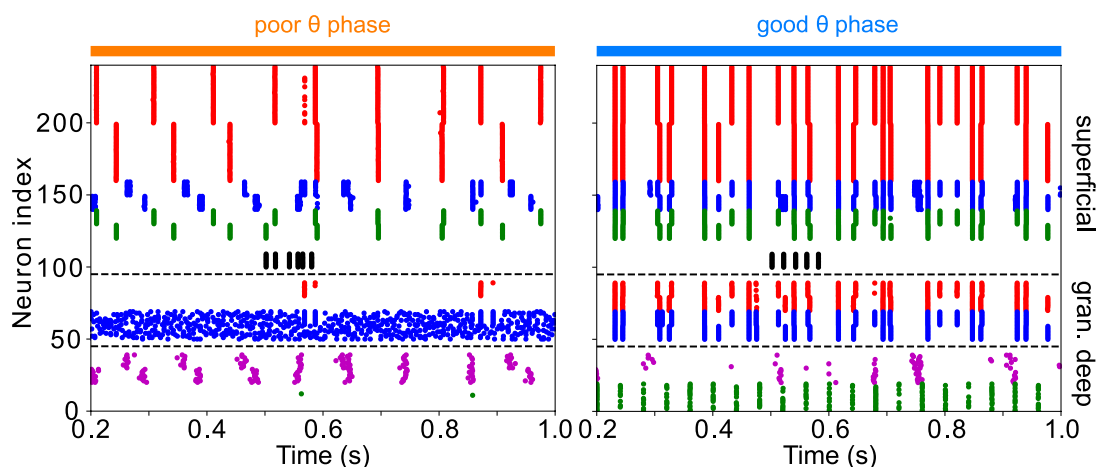 poor θ phase
good θ phase
Neuron index
200
150
100
50
0
superficial
gran.
deep
0.2
0.4
0.6
0.8
1.0
0.2
0.4
0.6
0.8
1.0
Time (s)
Time (s)